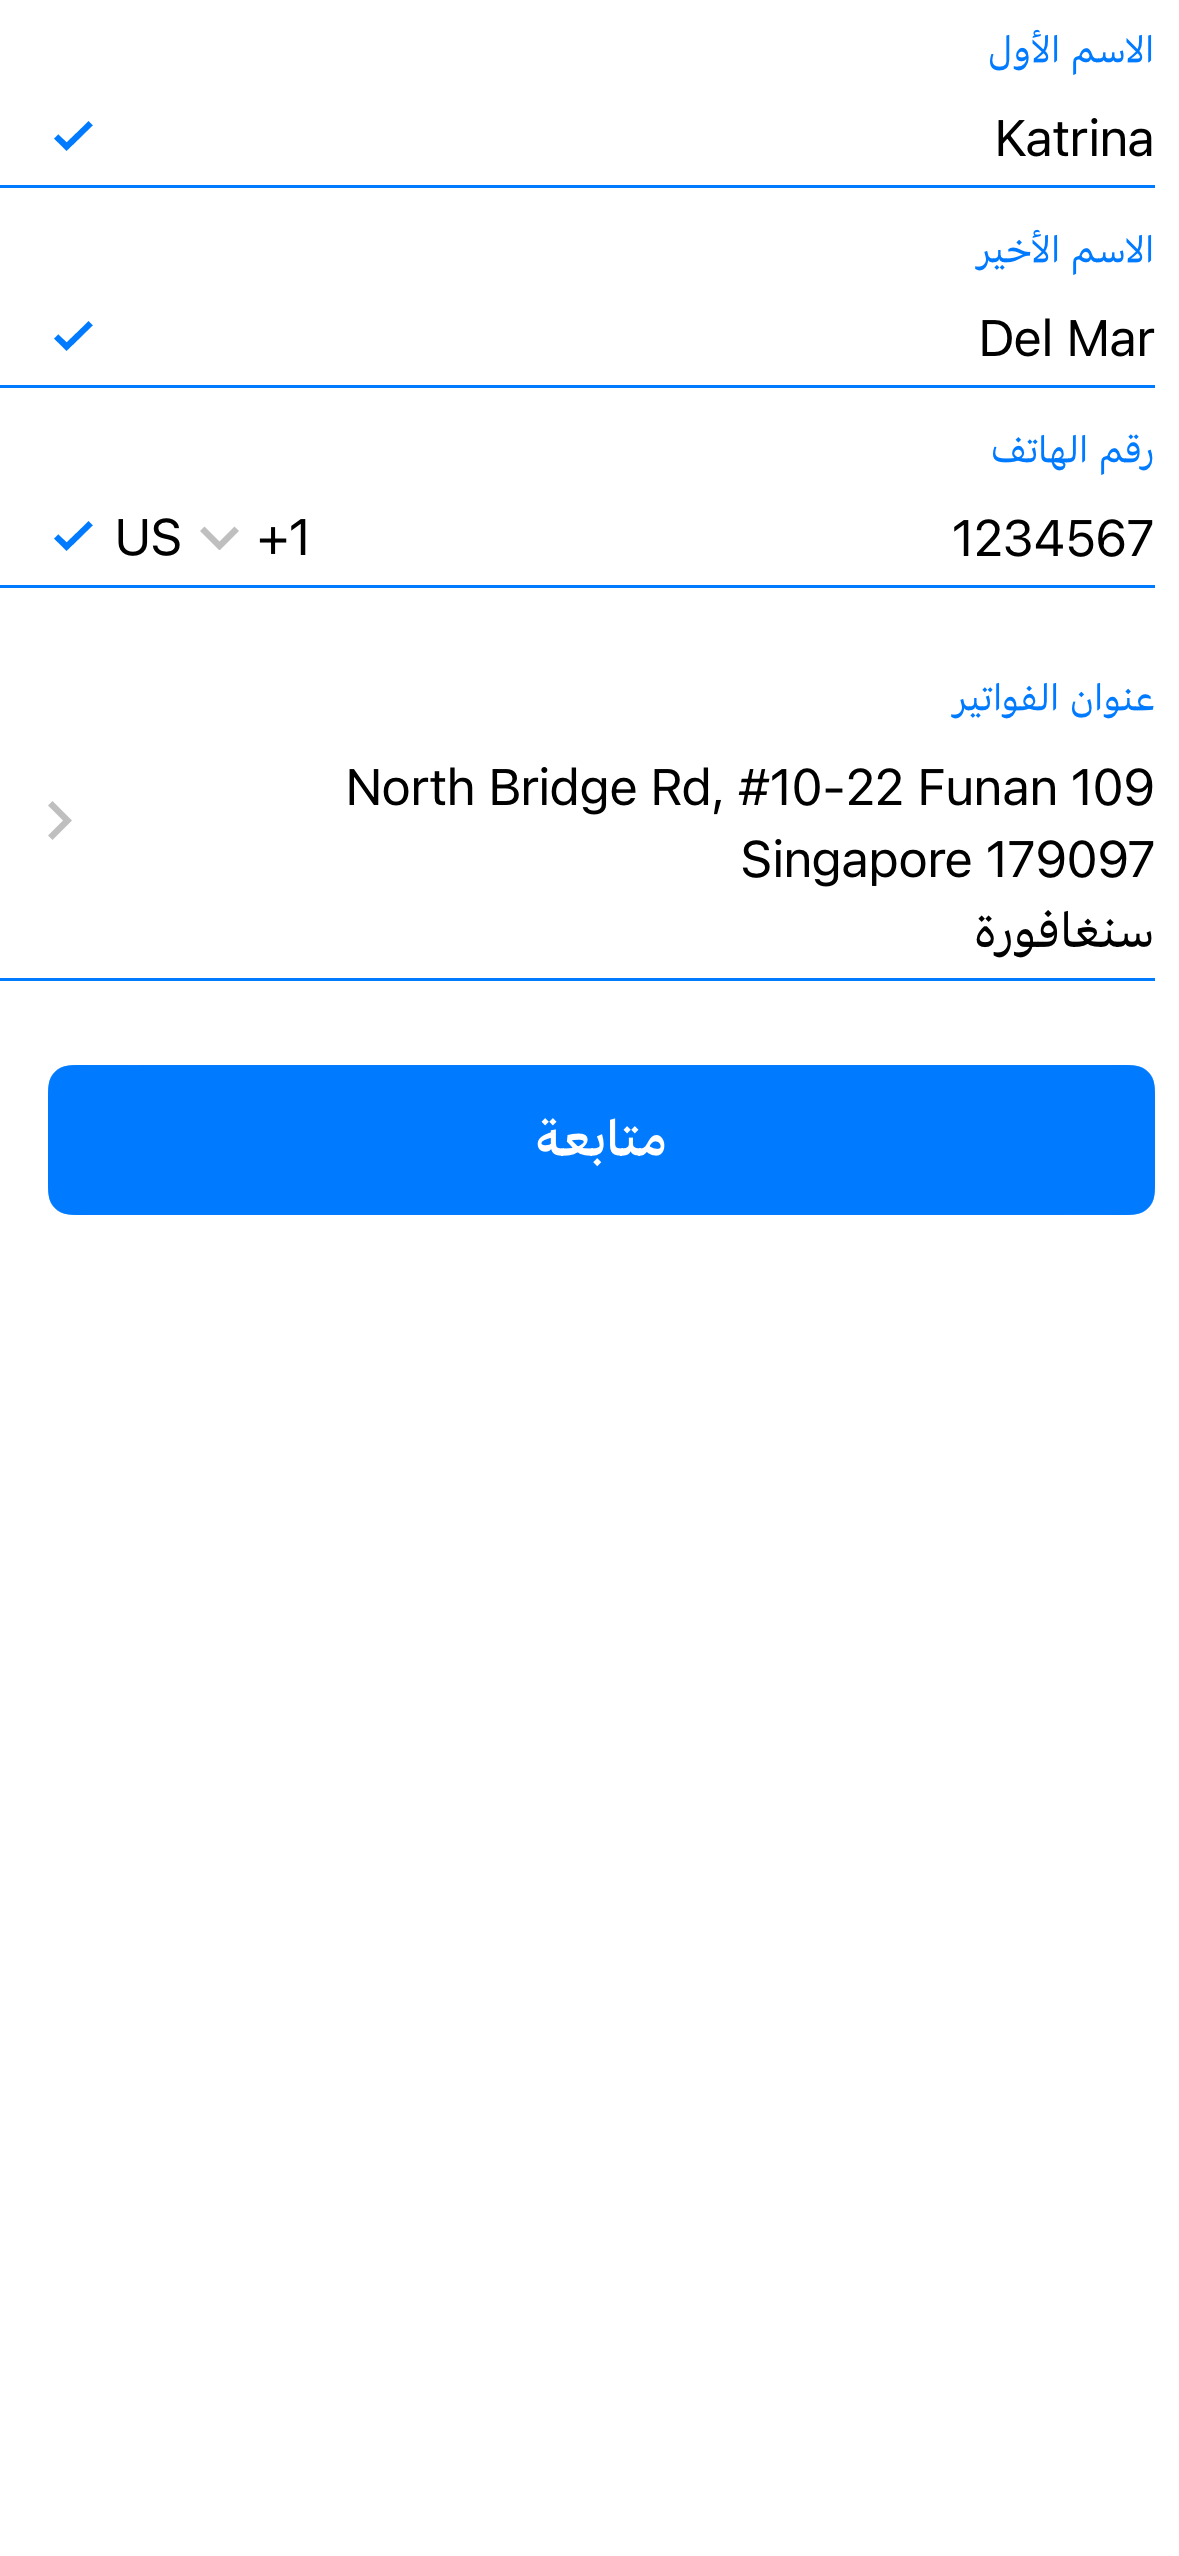 الاسم الأول
Katrina
الاسم الأخير
Del Mar
رقم الهاتف
1234567
+1 US
عنوان الفواتير
North Bridge Rd, #10-22 Funan 109
Singapore 179097
سنغافورة
متابعة